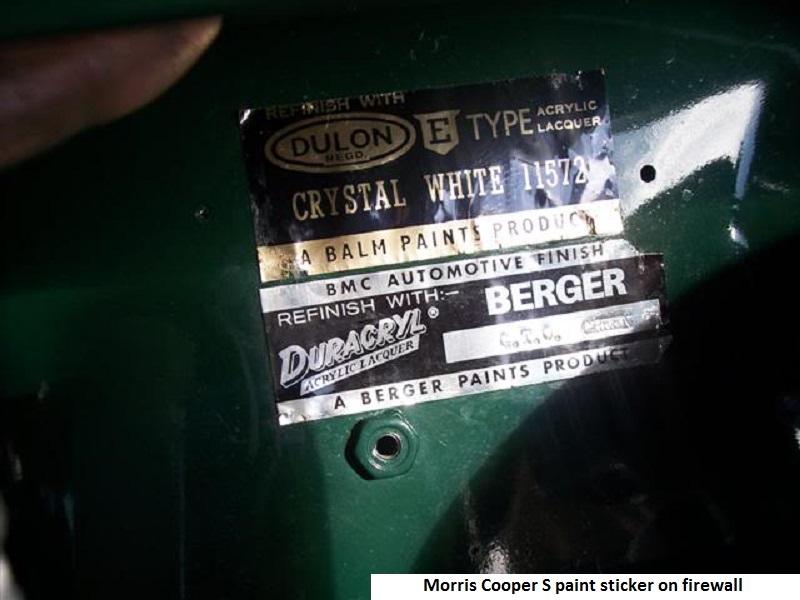 REFINISH WITH
DULON
REGD.
E TYPE ACRYLIC LACQUER
CRYSTAL WHITE 11572
A BALM PAINTS PRODUCT
BMC AUTOMOTIVE FINISH
REFINISH WITH:- BERGER
DURACRYL®
ACRYLIC LACQUER
A BERGER PAINTS PRODUCT
Morris Cooper S paint sticker on firewall